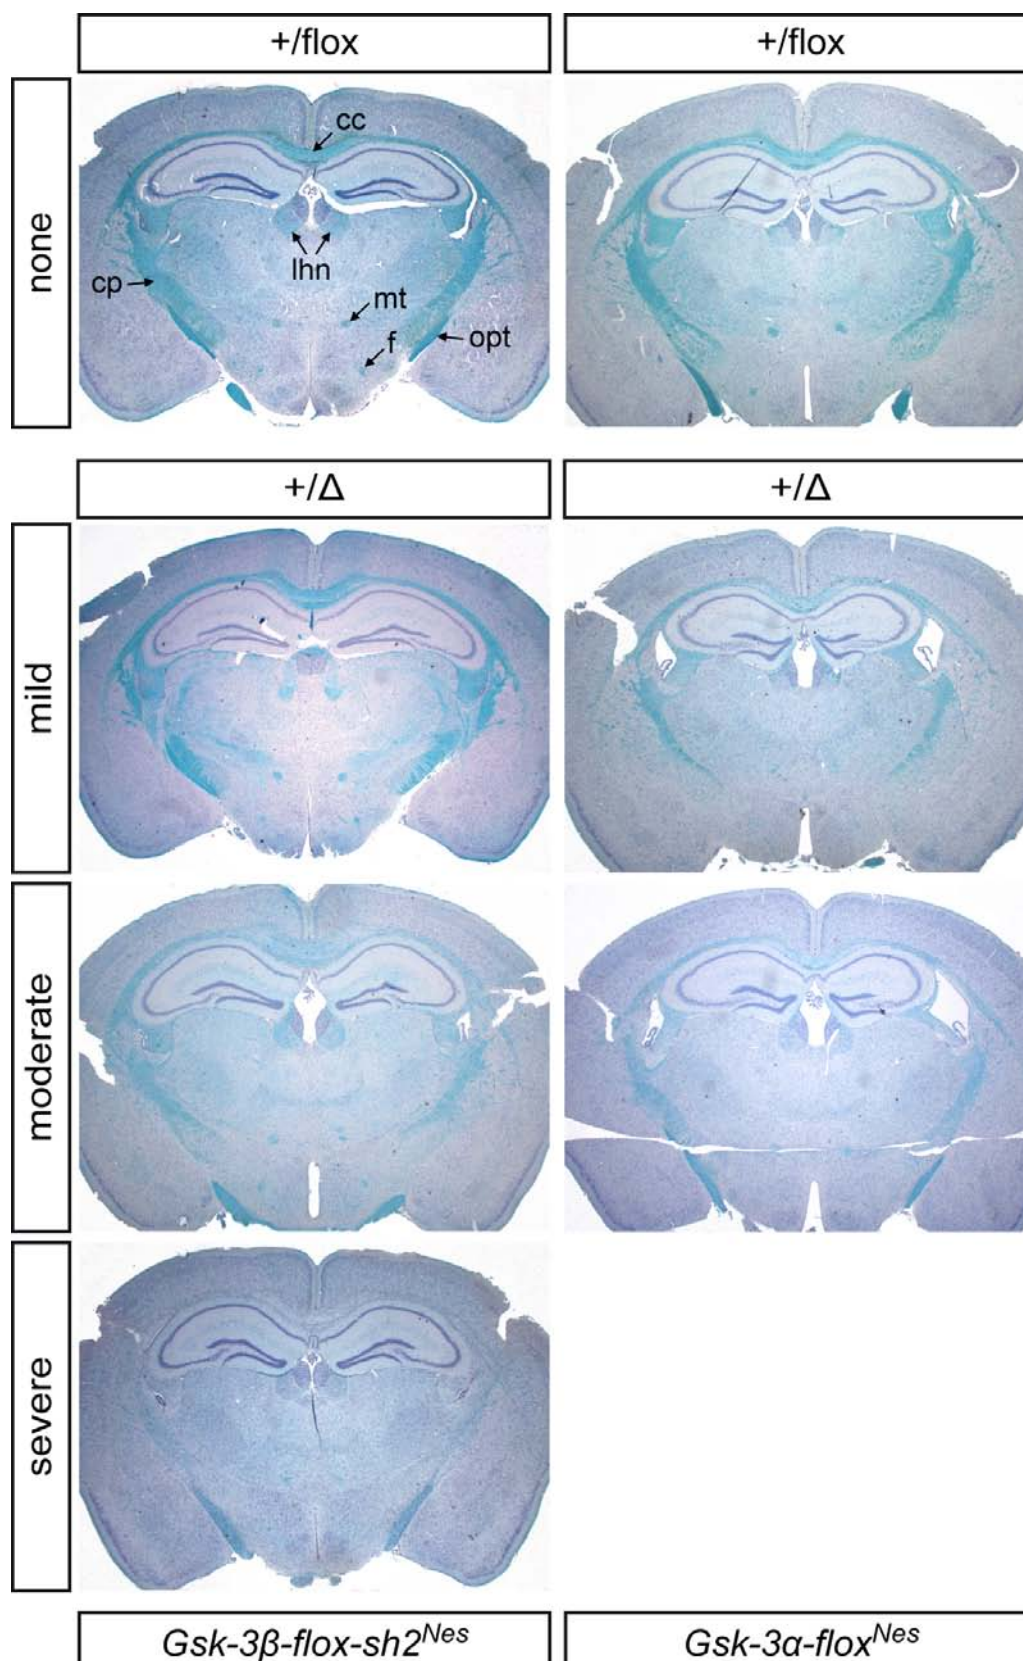 +/flox +/flox
none
cc
lhn
cp
mt
opt
f
+/Δ +/Δ
mild
moderate
severe
Gsk-3β-flox-sh2Nes Gsk-3α-floxNes